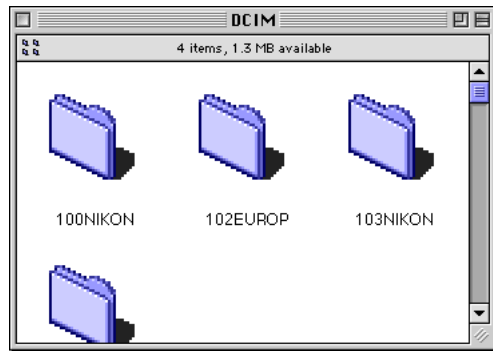 DCIM
4 items, 1.3 MB available
100NIKON
102EUROP
103NIKON